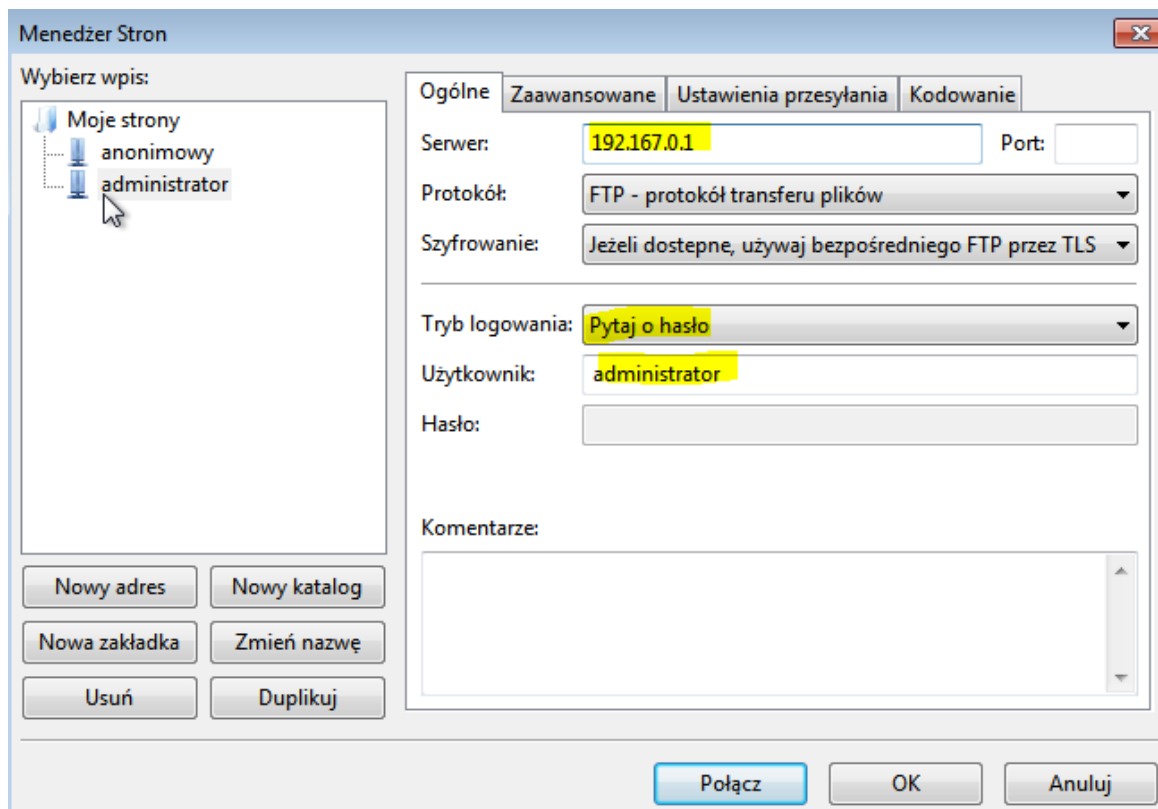 Menedżer Stron
Wybierz wpis:
Moje strony
anonimowy
administrator
Nowy adres
Nowy katalog
Nowa zakładka
Zmień nazwę
Usuń
Duplikuj
Ogólne Zaawansowane Ustawienia przesyłania Kodowanie
Serwer: 192.167.0.1 Port:
Protokół: FTP - protokół transferu plików
Szyfrowanie: Jeżeli dostepne, używaj bezpośredniego FTP przez TLS
Tryb logowania: Pytaj o hasło
Użytkownik: administrator
Hasło:
Komentarze:
Połącz OK Anuluj